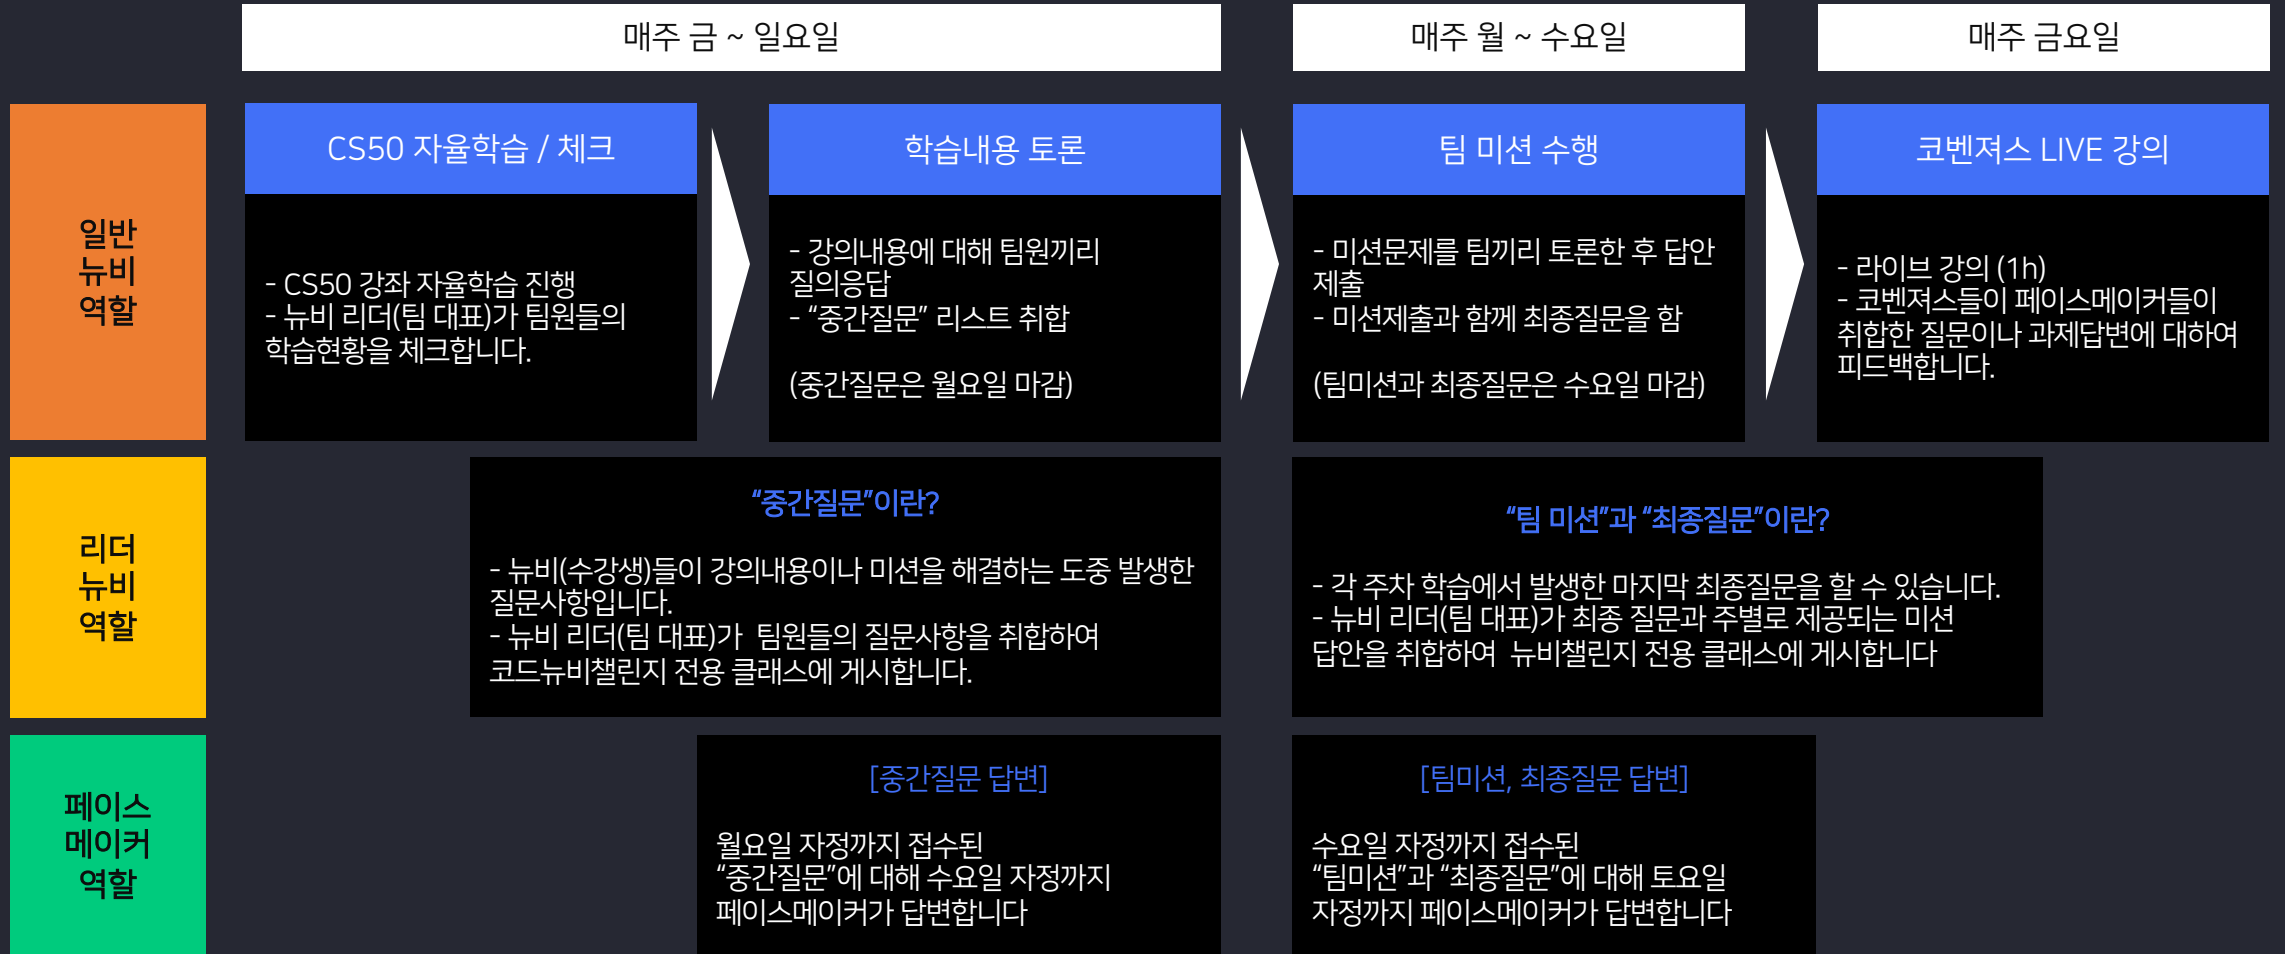 매주 금 ~ 일요일
매주 월 ~ 수요일
매주 금요일
일반
뉴비
역할
CS50 자율학습 / 체크
- CS50 강좌 자율학습 진행
- 뉴비 리더(팀 대표)가 팀원들의
학습현황을 체크합니다.
학습내용 토론
- 강의내용에 대해 팀원끼리
질의응답
- “중간질문” 리스트 취합
(중간질문은 월요일 마감)
팀 미션 수행
- 미션문제를 팀끼리 토론한 후 답안
제출
- 미션제출과 함께 최종질문을 함
(팀미션과 최종질문은 수요일 마감)
코벤져스 LIVE 강의
- 라이브 강의 (1h)
- 코벤져스들이 페이스메이커들이
취합한 질문이나 과제답변에 대하여
피드백합니다.
리더
뉴비
역할
“중간질문”이란?
- 뉴비(수강생)들이 강의내용이나 미션을 해결하는 도중 발생한
질문사항입니다.
- 뉴비 리더(팀 대표)가  팀원들의 질문사항을 취합하여
코드뉴비챌린지 전용 클래스에 게시합니다.
“팀 미션”과 “최종질문”이란?
- 각 주차 학습에서 발생한 마지막 최종질문을 할 수 있습니다.
- 뉴비 리더(팀 대표)가 최종 질문과 주별로 제공되는 미션
답안을 취합하여  뉴비챌린지 전용 클래스에 게시합니다
페이스
메이커
역할
[중간질문 답변]
월요일 자정까지 접수된
“중간질문”에 대해 수요일 자정까지
페이스메이커가 답변합니다
[팀미션, 최종질문 답변]
수요일 자정까지 접수된
“팀미션”과 “최종질문”에 대해 토요일
자정까지 페이스메이커가 답변합니다